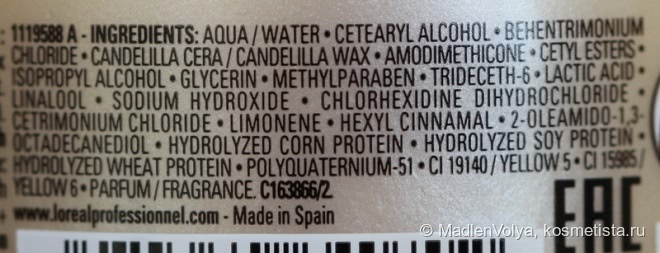 1119588 A - INGREDIENTS: AQUA / WATER • CETEARYL ALCOHOL • BEHENTRIMONIUM
CHLORIDE • CANDELILLA CERA / CANDELILLA WAX • AMODIMETHICONE • CETYL ESTERS •
ISOPROPYL ALCOHOL • GLYCERIN • METHYLPARABEN • TRIDECETH-6 • LACTIC ACID •
LINALOOL • SODIUM HYDROXIDE • CHLORHEXIDINE DIHYDROCHLORIDE •
CETRIMONIUM CHLORIDE • LIMONENE • HEXYL CINNAMAL • 2-OLEAMIDO-1,3-
OCTADECANEDIOL • HYDROLYZED CORN PROTEIN • HYDROLYZED SOY PROTEIN •
HYDROLYZED WHEAT PROTEIN • POLYQUATERNIUM-51 • CI 19140 / YELLOW 5 • CI 15985 /
YELLOW 6 • PARFUM / FRAGRANCE. C163866/2
www.lorealprofessionnel.com - Made in Spain
EAC
© MadlenVolya, kosmetista.ru